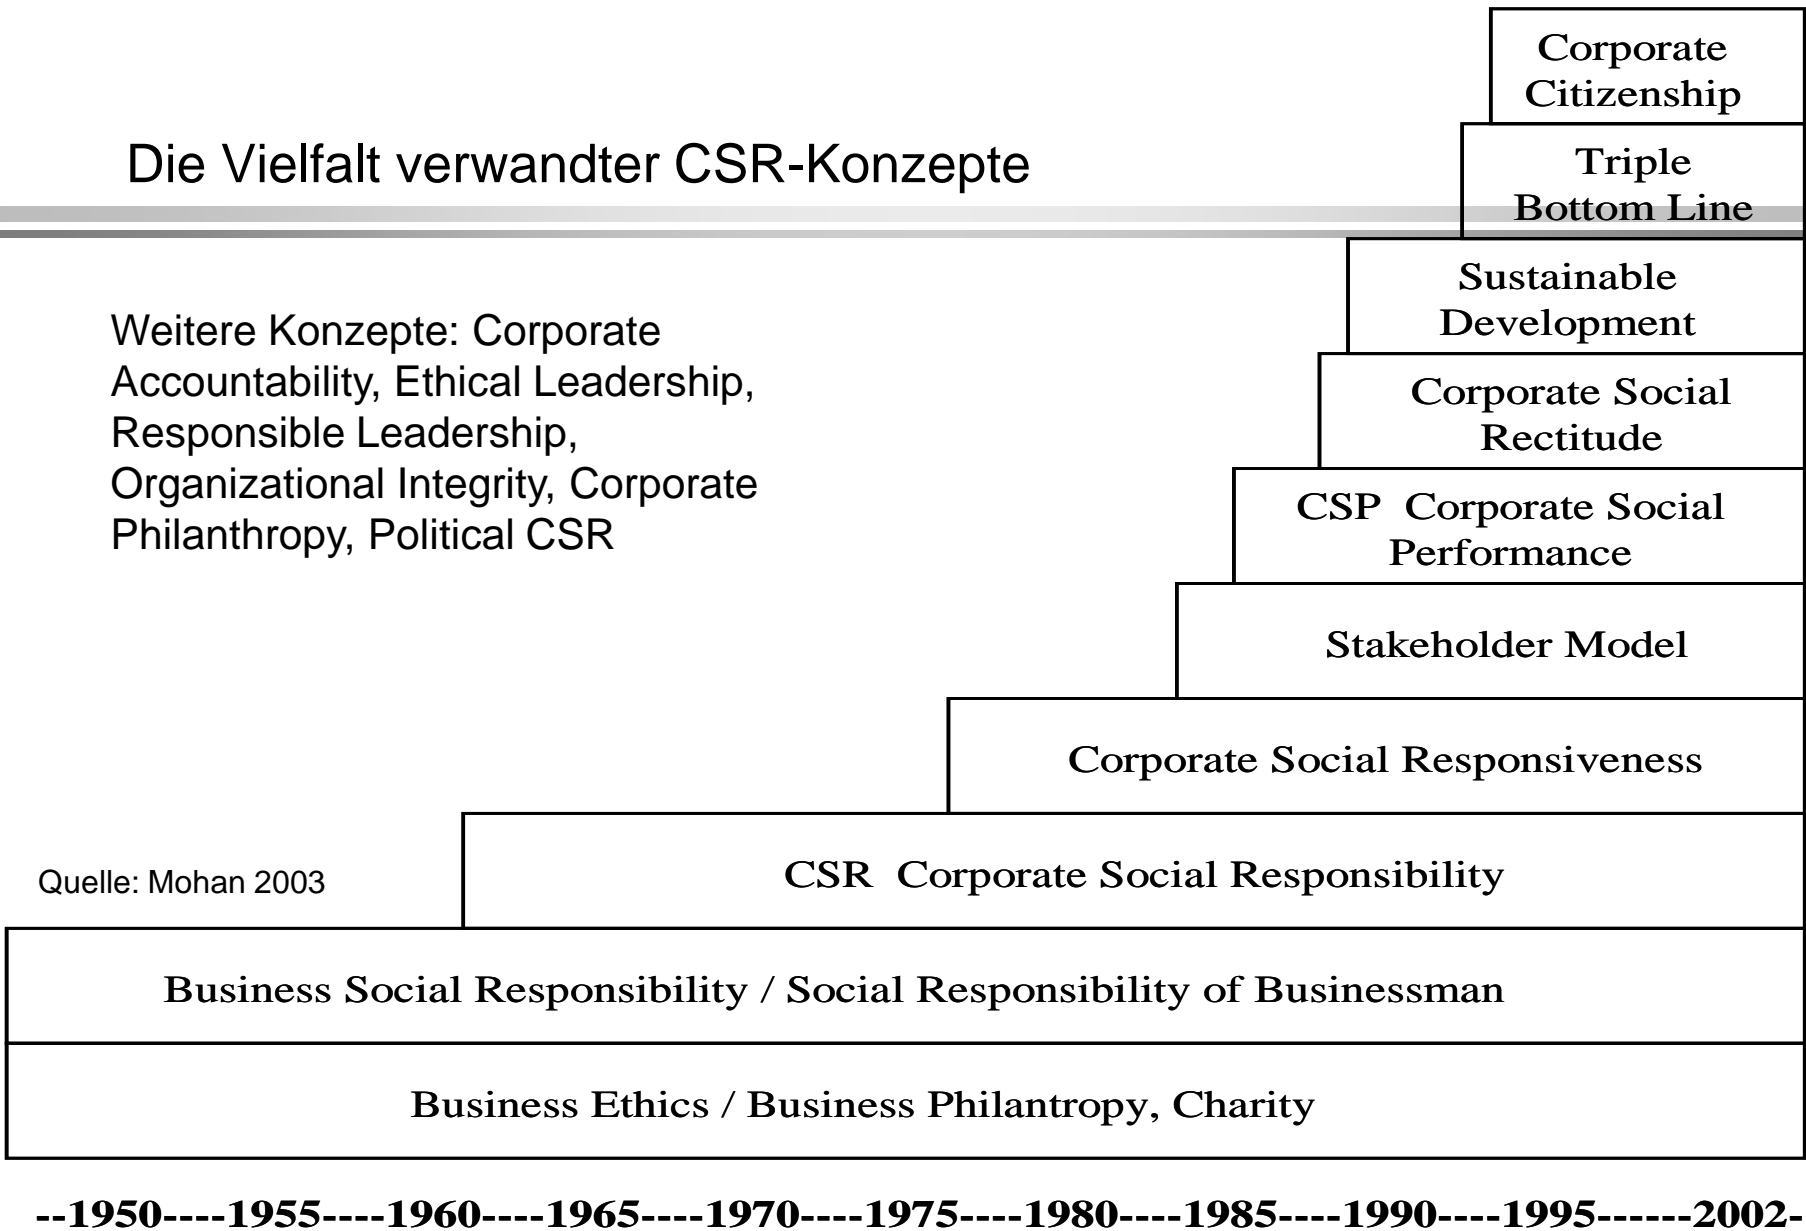 Die Vielfalt verwandter CSR-Konzepte
Weitere Konzepte: Corporate
Accountability, Ethical Leadership,
Responsible Leadership,
Organizational Integrity, Corporate
Philanthropy, Political CSR
Corporate
Citizenship
Triple
Bottom Line
Sustainable
Development
Corporate Social
Rectitude
CSP  Corporate Social
Performance
Stakeholder Model
Corporate Social Responsiveness
CSR  Corporate Social Responsibility
Quelle: Mohan 2003
Business Social Responsibility / Social Responsibility of Businessman
Business Ethics / Business Philantropy, Charity
--1950----1955----1960----1965----1970----1975----1980----1985----1990----1995------2002-